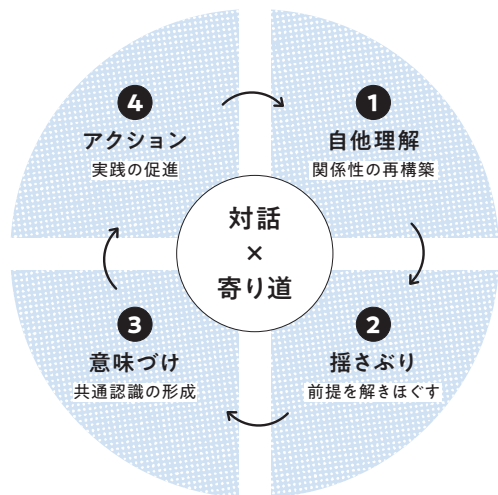 1
自他理解
関係性の再構築
2
揺さぶり
前提を解きほぐす
3
意味づけ
共通認識の形成
4
アクション
実践の促進
対話
×
寄り道